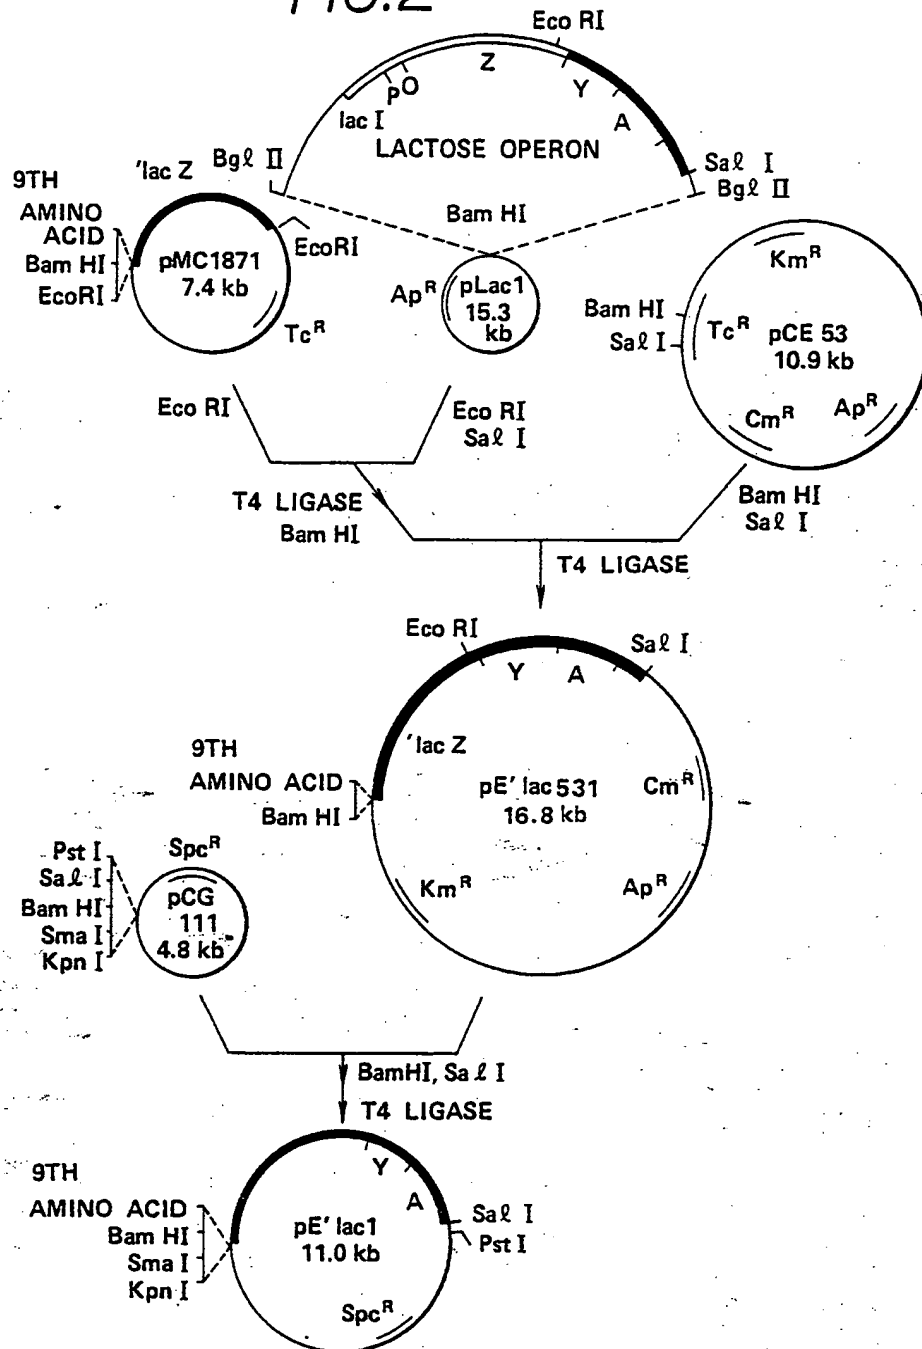 FIG.2
Eco RI
Z
P O
Y
lac I
A
LACTOSE OPERON
'lac Z
Bgl II
Sal I
Bgl II
9TH
AMINO
ACID
Bam HI
EcoRI
EcoRI
pMC1871
7.4 kb
Tc^R
Bam HI
Ap^R
pLac1
15.3
kb
Km^R
Bam HI
Sal I
Tc^R
pCE 53
10.9 kb
Cm^R
Ap^R
Eco RI
Eco RI
Sal I
T4 LIGASE
Bam HI
Bam HI
Sal I
T4 LIGASE
Eco RI
Y
A
Sal I
'lac Z
9TH
AMINO ACID
Bam HI
pE' lac 531
16.8 kb
Cm^R
Km^R
Ap^R
Pst I
Sal I
Bam HI
Sma I
Kpn I
Spc^R
pCG
111
4.8 kb
BamHI, Sal I
T4 LIGASE
Y
A
9TH
AMINO ACID
Bam HI
Sma I
Kpn I
Sal I
Pst I
pE' lac1
11.0 kb
Spc^R